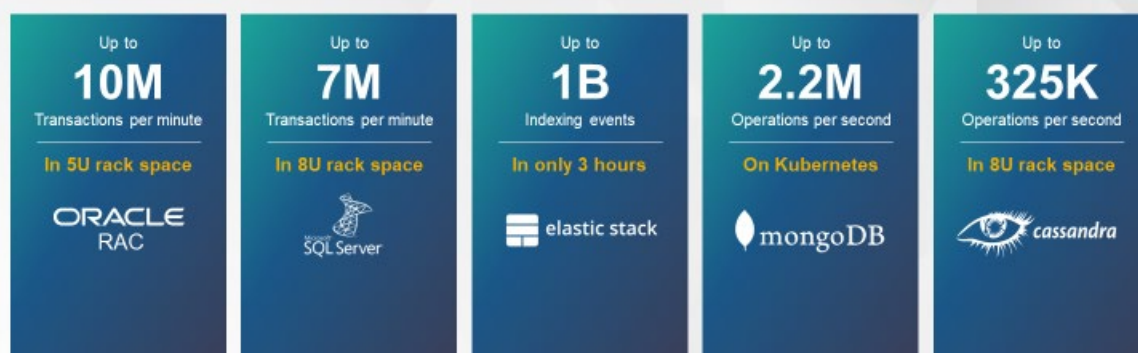 Up to
10M
Transactions per minute
In 5U rack space
ORACLE
RAC
Up to
7M
Transactions per minute
In 8U rack space
Microsoft
SQL Server
Up to
1B
Indexing events
In only 3 hours
elastic stack
Up to
2.2M
Operations per second
On Kubernetes
mongoDB
Up to
325K
Operations per second
In 8U rack space
cassandra